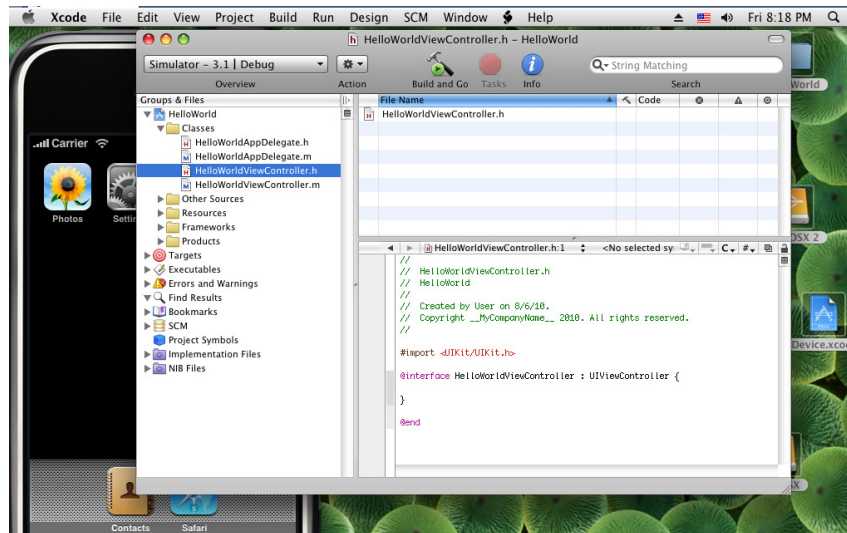 Xcode File Edit View Project Build Run Design SCM Window Help Fri 8:18 PM
HelloWorldViewController.h – HelloWorld
Simulator – 3.1 | Debug
String Matching
Overview Action Build and Go Tasks Info Search
World
Groups & Files
File Name Code
HelloWorld
HelloWorldViewController.h
Classes
HelloWorldAppDelegate.h
HelloWorldAppDelegate.m
HelloWorldViewController.h
HelloWorldViewController.m
Other Sources
Resources
Frameworks
Products
Targets
Executables
Errors and Warnings
Find Results
Bookmarks
SCM
Project Symbols
Implementation Files
NIB Files
Carrier
Photos
Settin
OSX 2
HelloWorldViewController.h:1 <No selected sy C #
//
// HelloWorldViewController.h
// HelloWorld
//
// Created by User on 8/6/10.
// Copyright __MyCompanyName__ 2010. All rights reserved.
//
#import <UIKit/UIKit.h>
@interface HelloWorldViewController : UIViewController {
}
@end
Device.xco
Contacts Safari